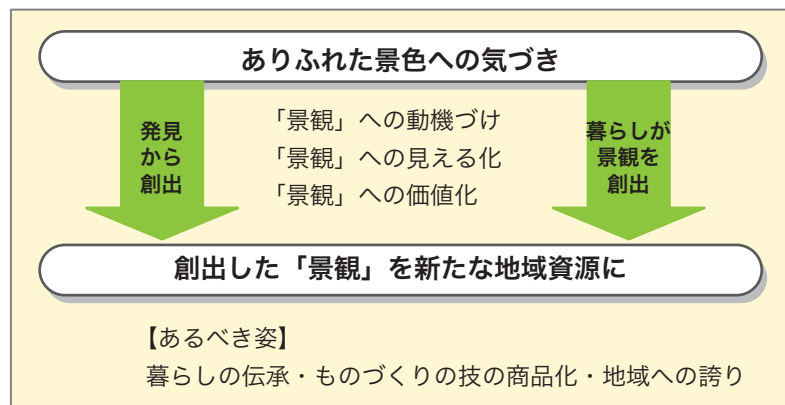 ありふれた景色への気づき
発見
から
創出
「景観」への動機づけ
「景観」への見える化
「景観」への価値化
暮らしが
景観を
創出
創出した「景観」を新たな地域資源に
【あるべき姿】
暮らしの伝承・ものづくりの技の商品化・地域への誇り